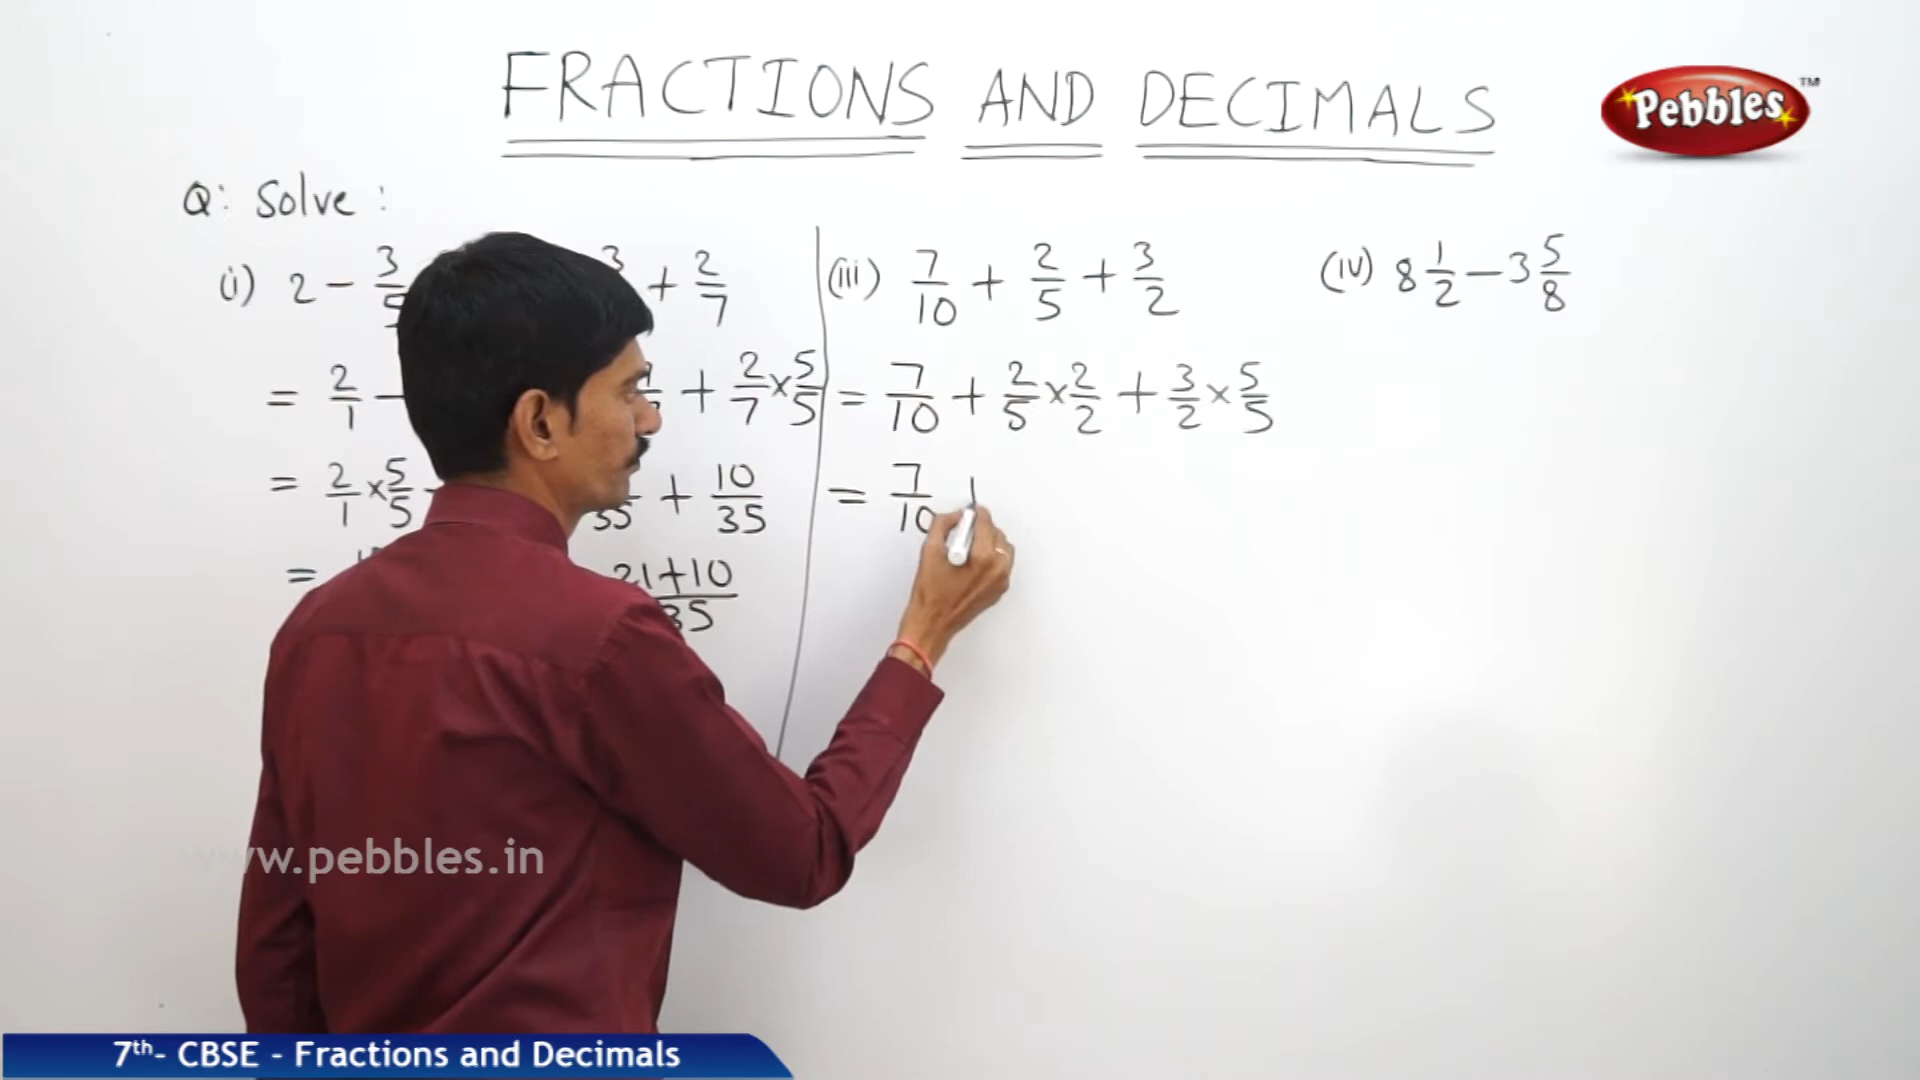 FRACTIONS AND DECIMALS
Pebbles™
Q: Solve :
(i) 2 - 3/5
3 + 2/7
= 2/1 -
+ 2/7 × 5/5
= 2/1 × 5/5 -
35 + 10/35
=
21+10/35
(iii) 7/10 + 2/5 + 3/2
= 7/10 + 2/5 × 2/2 + 3/2 × 5/5
= 7/10
(iv) 8 1/2 - 3 5/8
www.pebbles.in
7th- CBSE - Fractions and Decimals